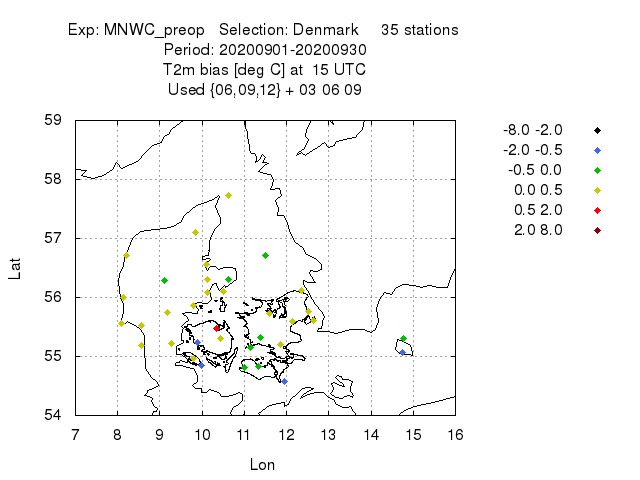 Exp: MNWC_preop   Selection: Denmark     35 stations
Period: 20200901-20200930
T2m bias [deg C] at  15 UTC
Used {06,09,12} + 03 06 09
59
58
57
56
55
54
Lat
7 8 9 10 11 12 13 14 15 16
Lon
-8.0 -2.0
-2.0 -0.5
-0.5 0.0
0.0 0.5
0.5 2.0
2.0 8.0